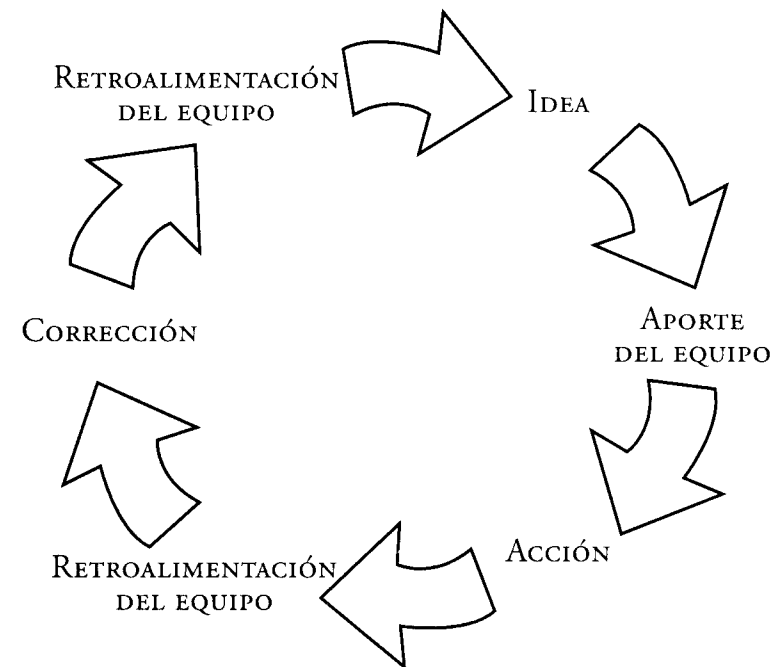 Retroalimentación
del equipo
Idea
Aporte
del equipo
Acción
Retroalimentación
del equipo
Corrección